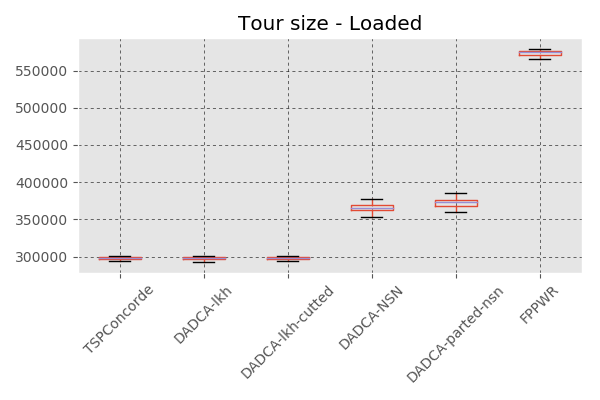 Tour size - Loaded
550000
500000
450000
400000
350000
300000
TSPConcorde
DADCA-lkh
DADCA-lkh-cutted
DADCA-NSN
DADCA-parted-nsn
FPPWR